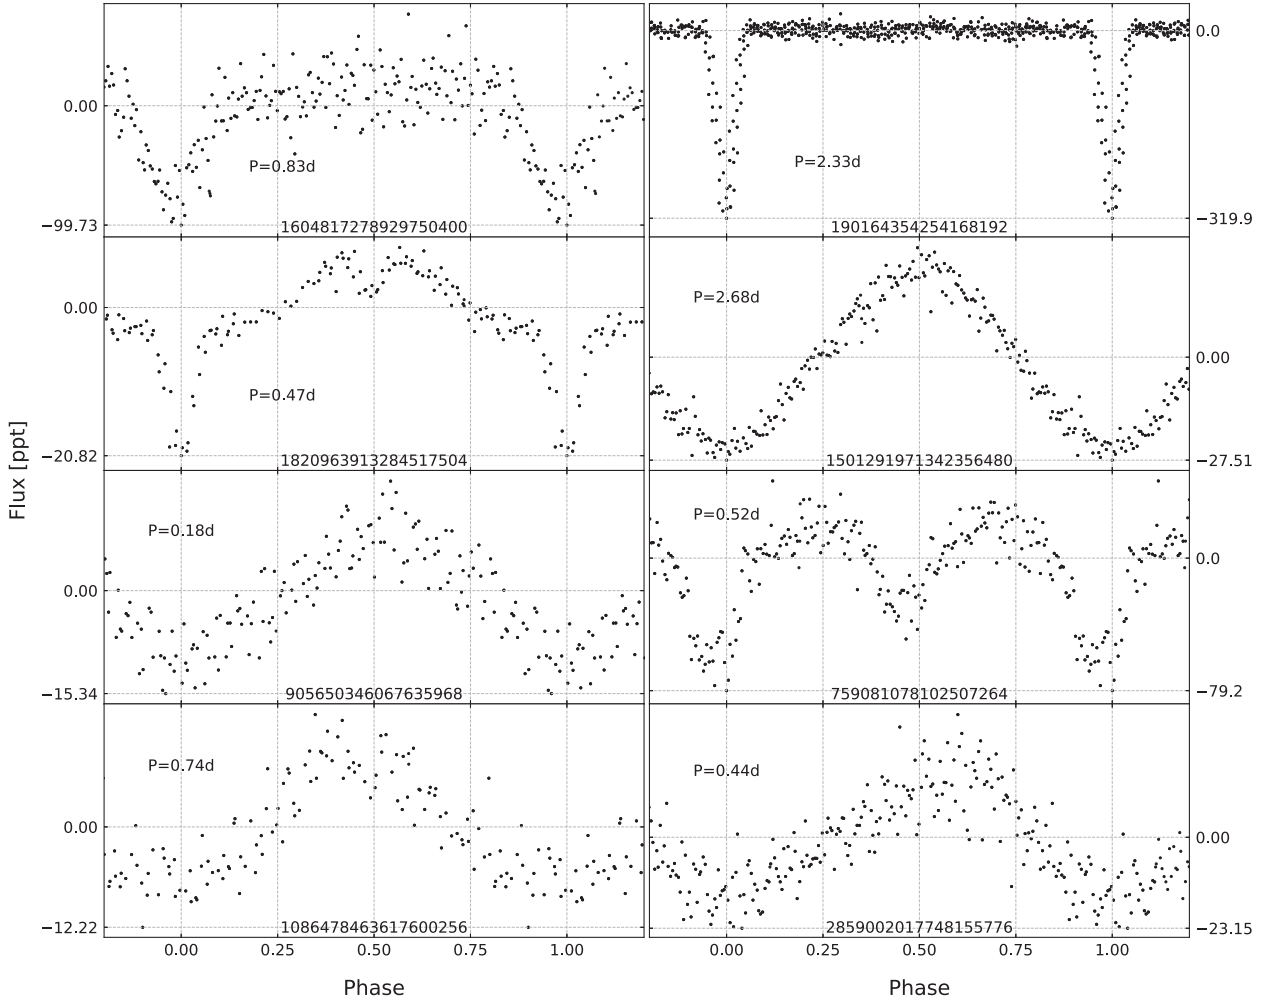 0.00
P=0.83d
−99.73
1604817278929750400
0.0
P=2.33d
−319.9
190164354254168192
0.00
P=0.47d
−20.82
1820963913284517504
P=2.68d
0.00
−27.51
1501291971342356480
P=0.18d
0.00
−15.34
905650346067635968
P=0.52d
0.0
−79.2
759081078102507264
P=0.74d
0.00
−12.22
1086478463617600256
P=0.44d
0.00
−23.15
2859002017748155776
0.00 0.25 0.50 0.75 1.00
0.00 0.25 0.50 0.75 1.00
Phase
Phase
Flux [ppt]